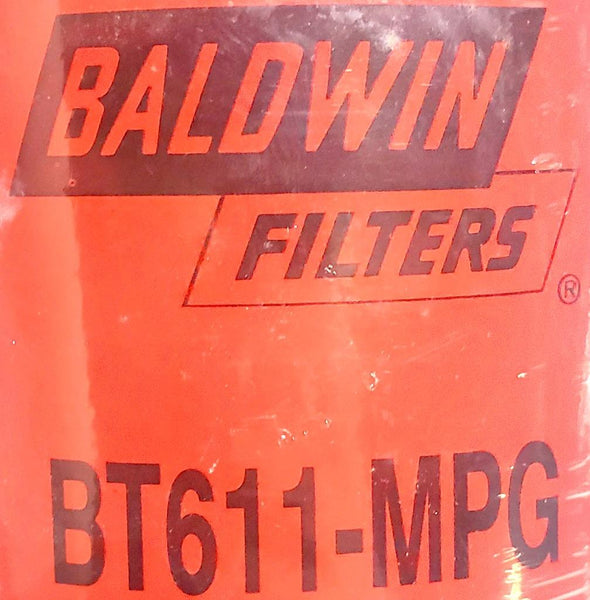 BALDWIN
FILTERS
®
BT611-MPG